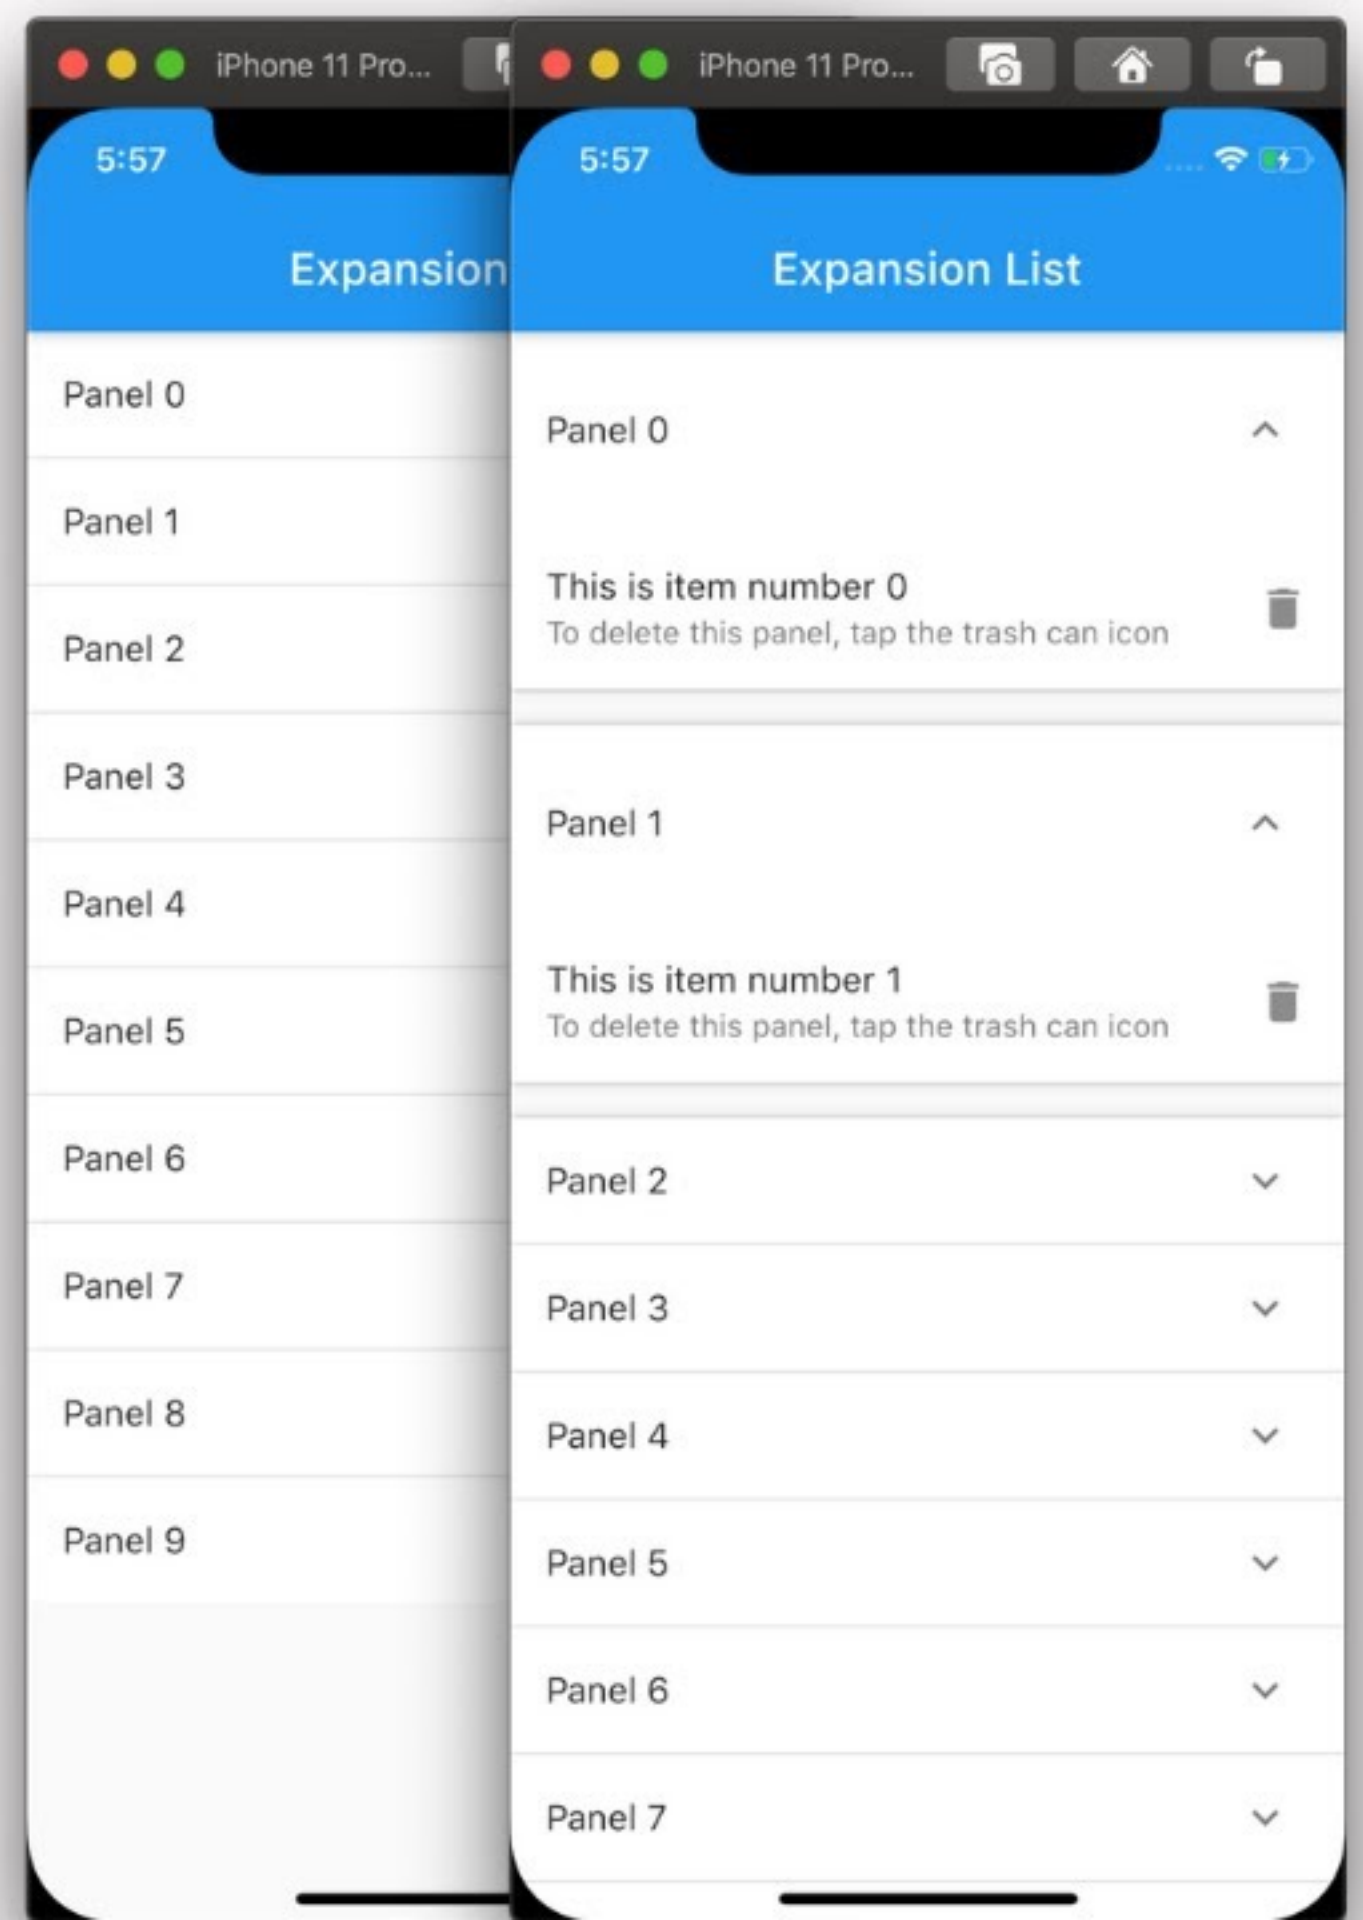 iPhone 11 Pro...
5:57
Expansion
Panel 0
Panel 1
Panel 2
Panel 3
Panel 4
Panel 5
Panel 6
Panel 7
Panel 8
Panel 9
iPhone 11 Pro...
5:57
Expansion List
Panel 0
This is item number 0
To delete this panel, tap the trash can icon
Panel 1
This is item number 1
To delete this panel, tap the trash can icon
Panel 2
Panel 3
Panel 4
Panel 5
Panel 6
Panel 7